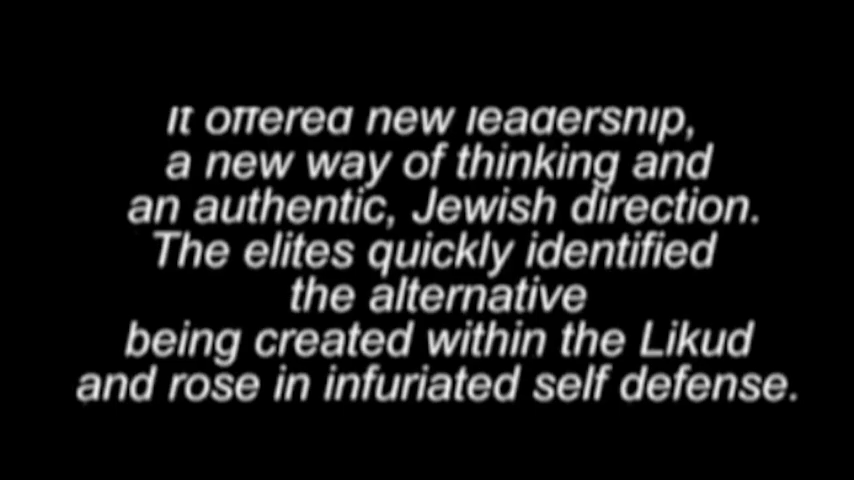 It offered new leadership,
a new way of thinking and
an authentic, Jewish direction.
The elites quickly identified
the alternative
being created within the Likud
and rose in infuriated self defense.